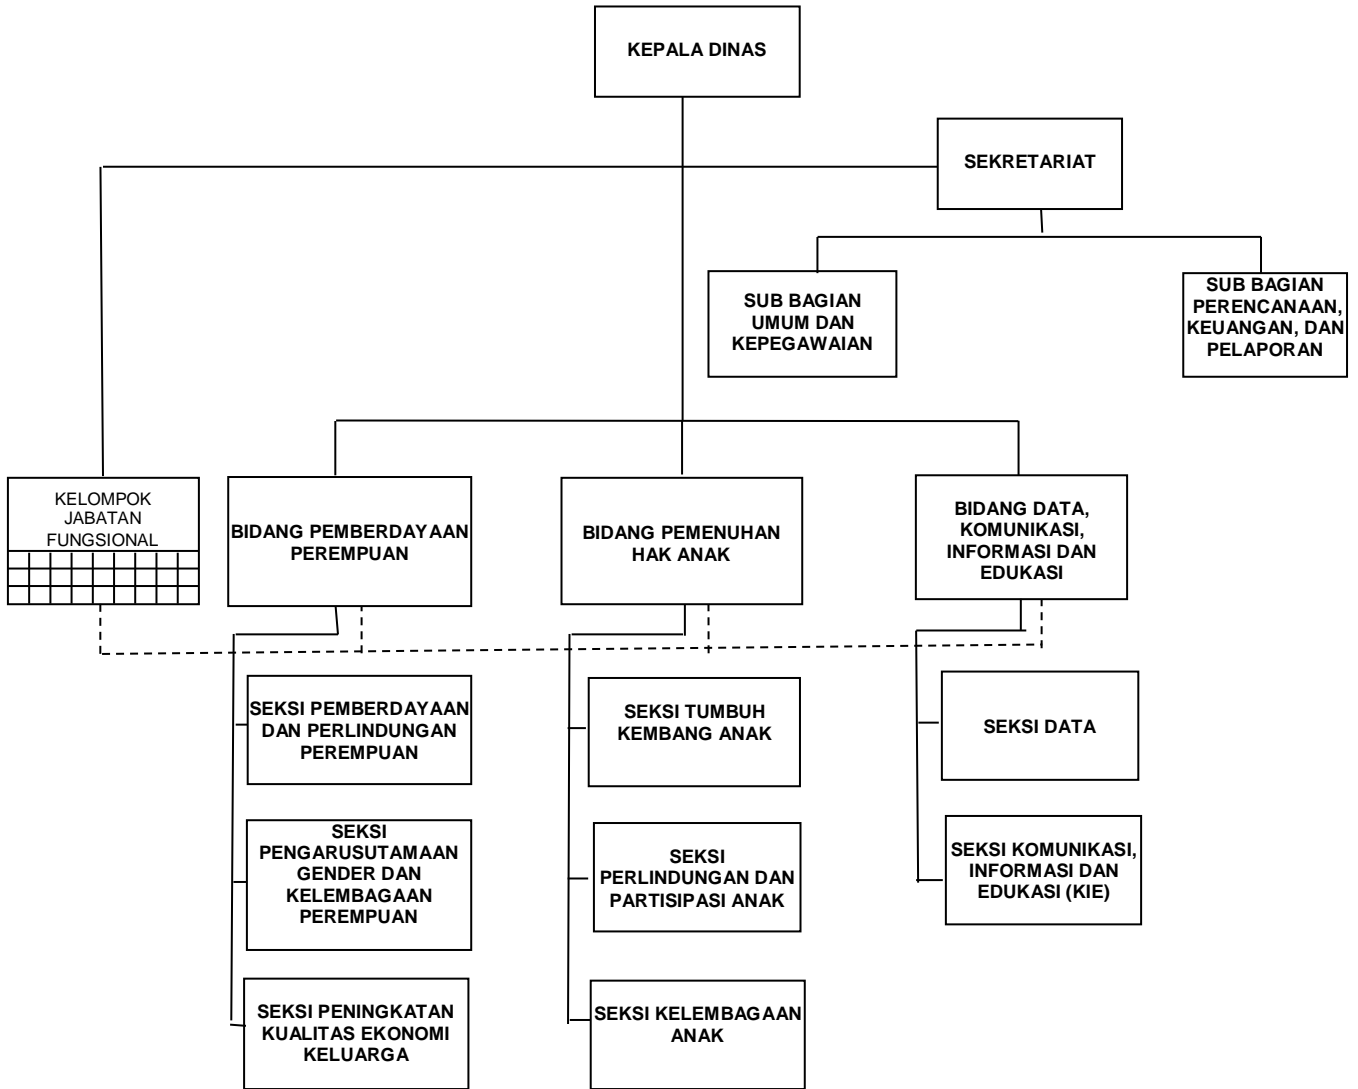 KEPALA DINAS
SEKRETARIAT
SUB BAGIAN
UMUM DAN
KEPEGAWAIAN
SUB BAGIAN
PERENCANAAN,
KEUANGAN, DAN
PELAPORAN
KELOMPOK
JABATAN
FUNGSIONAL
BIDANG PEMBERDAYAAN
PEREMPUAN
BIDANG PEMENUHAN
HAK ANAK
BIDANG DATA,
KOMUNIKASI,
INFORMASI DAN
EDUKASI
SEKSI PEMBERDAYAAN
DAN PERLINDUNGAN
PEREMPUAN
SEKSI
PENGARUSUTAMAAN
GENDER DAN
KELEMBAGAAN
PEREMPUAN
SEKSI PENINGKATAN
KUALITAS EKONOMI
KELUARGA
SEKSI TUMBUH
KEMBANG ANAK
SEKSI
PERLINDUNGAN DAN
PARTISIPASI ANAK
SEKSI KELEMBAGAAN
ANAK
SEKSI DATA
SEKSI KOMUNIKASI,
INFORMASI DAN
EDUKASI (KIE)